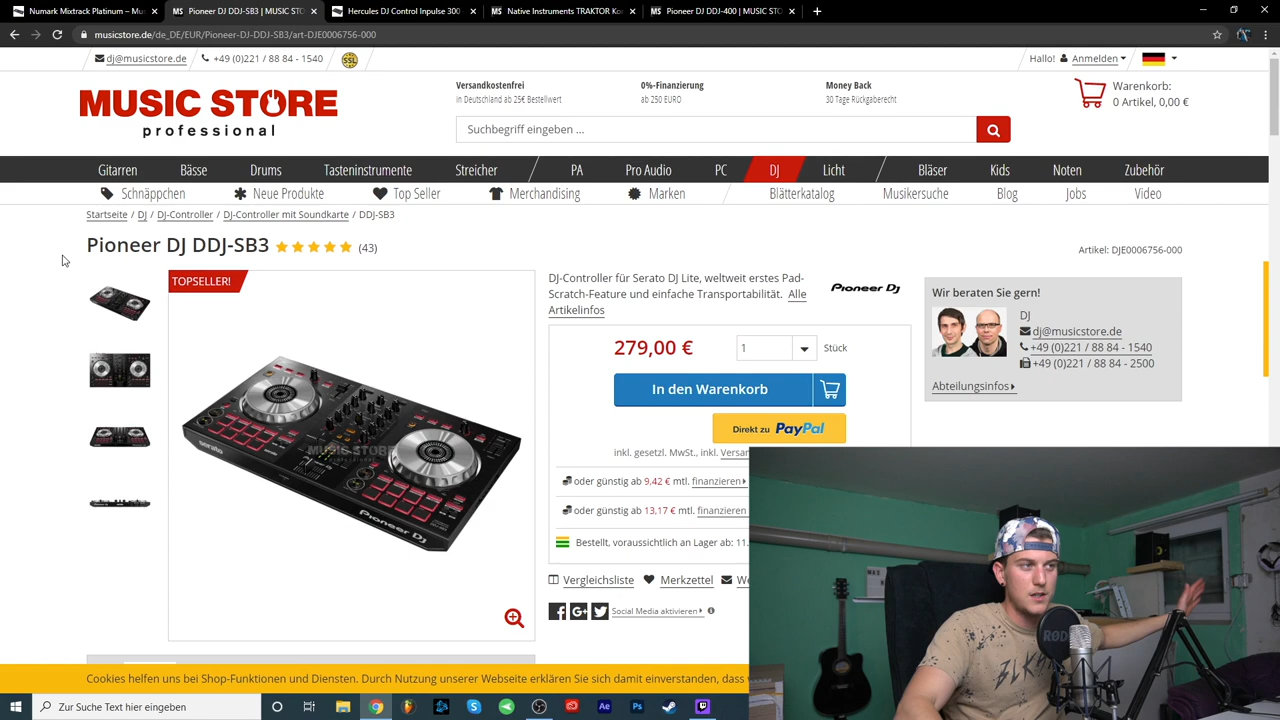 Numark Mixtrack Platinum – Mu
Pioneer DJ DDJ-SB3 | MUSIC STO
Hercules DJ Control Inpulse 300
Native Instruments TRAKTOR Ko
Pioneer DJ DDJ-400 | MUSIC STO
musicstore.de/de_DE/EUR/Pioneer-DJ-DDJ-SB3/art-DJE0006756-000
dj@musicstore.de
+49 (0)221 / 88 84 - 1540
SSL
Hallo!
Anmelden
MUSIC STORE
professional
Versandkostenfrei
in Deutschland ab 25€ Bestellwert
0%-Finanzierung
ab 250 EURO
Money Back
30 Tage Rückgaberecht
Warenkorb:
0 Artikel, 0,00 €
Suchbegriff eingeben ...
Gitarren Bässe Drums Tasteninstrumente Streicher PA Pro Audio PC DJ Licht Bläser Kids Noten Zubehör
Schnäppchen Neue Produkte Top Seller Merchandising Marken Blätterkatalog Musikersuche Blog Jobs Video
Startseite / DJ / DJ-Controller / DJ-Controller mit Soundkarte / DDJ-SB3
Pioneer DJ DDJ-SB3 (43)
Artikel: DJE0006756-000
TOPSELLER!
serato
MUSIC STORE
Pioneer DJ
DJ-Controller für Serato DJ Lite, weltweit erstes Pad-
Scratch-Feature und einfache Transportabilität. Alle
Artikelinfos
Pioneer Dj
279,00 €
1
Stück
In den Warenkorb
Direkt zu PayPal
inkl. gesetzl. MwSt., inkl. Versan
oder günstig ab 9.42 € mtl. finanzieren
oder günstig ab 13,17 € mtl. finanzieren
Bestellt, voraussichtlich an Lager ab: 11.
Vergleichsliste
Merkzettel
We
Social Media aktivieren
Wir beraten Sie gern!
DJ
dj@musicstore.de
+49 (0)221 / 88 84 - 1540
+49 (0)221 / 88 84 - 2500
Abteilungsinfos
RØDE
Cookies helfen uns bei Shop-Funktionen und Diensten. Durch Nutzung unserer Webseite erklären Sie sich damit einverstanden, dass w
Zur Suche Text hier eingeben